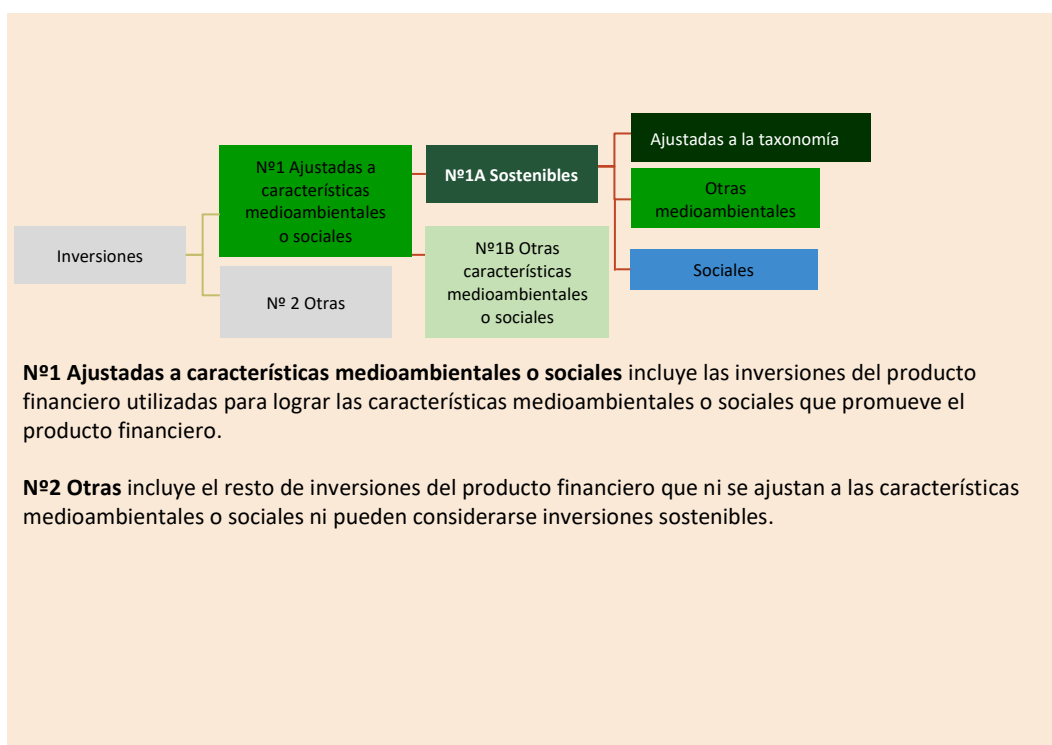 Inversiones
Nº1 Ajustadas a
características
medioambientales
o sociales
Nº 2 Otras
Nº1A Sostenibles
Nº1B Otras
características
medioambientales
o sociales
Ajustadas a la taxonomía
Otras
medioambientales
Sociales
Nº1 Ajustadas a características medioambientales o sociales incluye las inversiones del producto
financiero utilizadas para lograr las características medioambientales o sociales que promueve el
producto financiero.
Nº2 Otras incluye el resto de inversiones del producto financiero que ni se ajustan a las características
medioambientales o sociales ni pueden considerarse inversiones sostenibles.